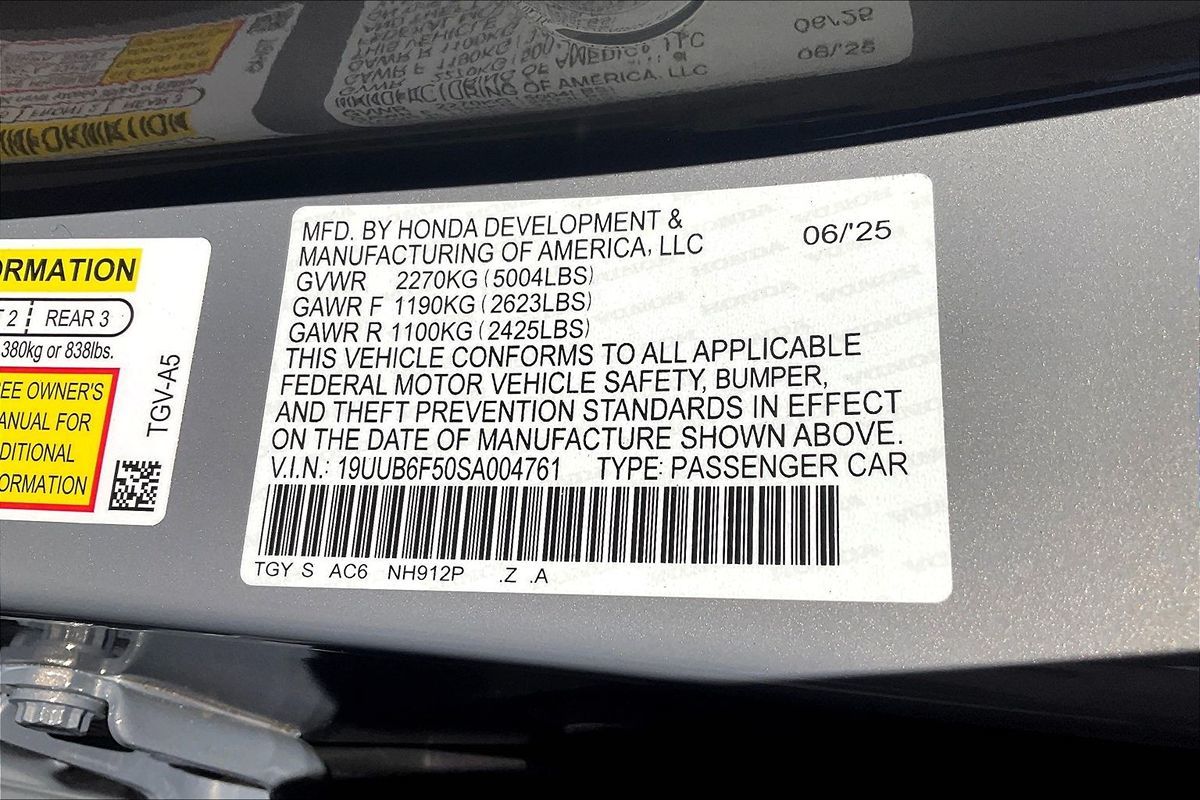 MFD. BY HONDA DEVELOPMENT &
MANUFACTURING OF AMERICA, LLC
06/'25
GVWR 2270KG (5004LBS)
GAWR F 1190KG (2623LBS)
GAWR R 1100KG (2425LBS)
THIS VEHICLE CONFORMS TO ALL APPLICABLE
FEDERAL MOTOR VEHICLE SAFETY, BUMPER,
AND THEFT PREVENTION STANDARDS IN EFFECT
ON THE DATE OF MANUFACTURE SHOWN ABOVE.
V.I.N.: 19UUB6F50SA004761 TYPE: PASSENGER CAR
TGY S AC6 NH912P .Z .A
ORMATION
T 2 REAR 3
380kg or 838lbs.
EE OWNER'S
ANUAL FOR
DITIONAL
ORMATION
TGV-A5